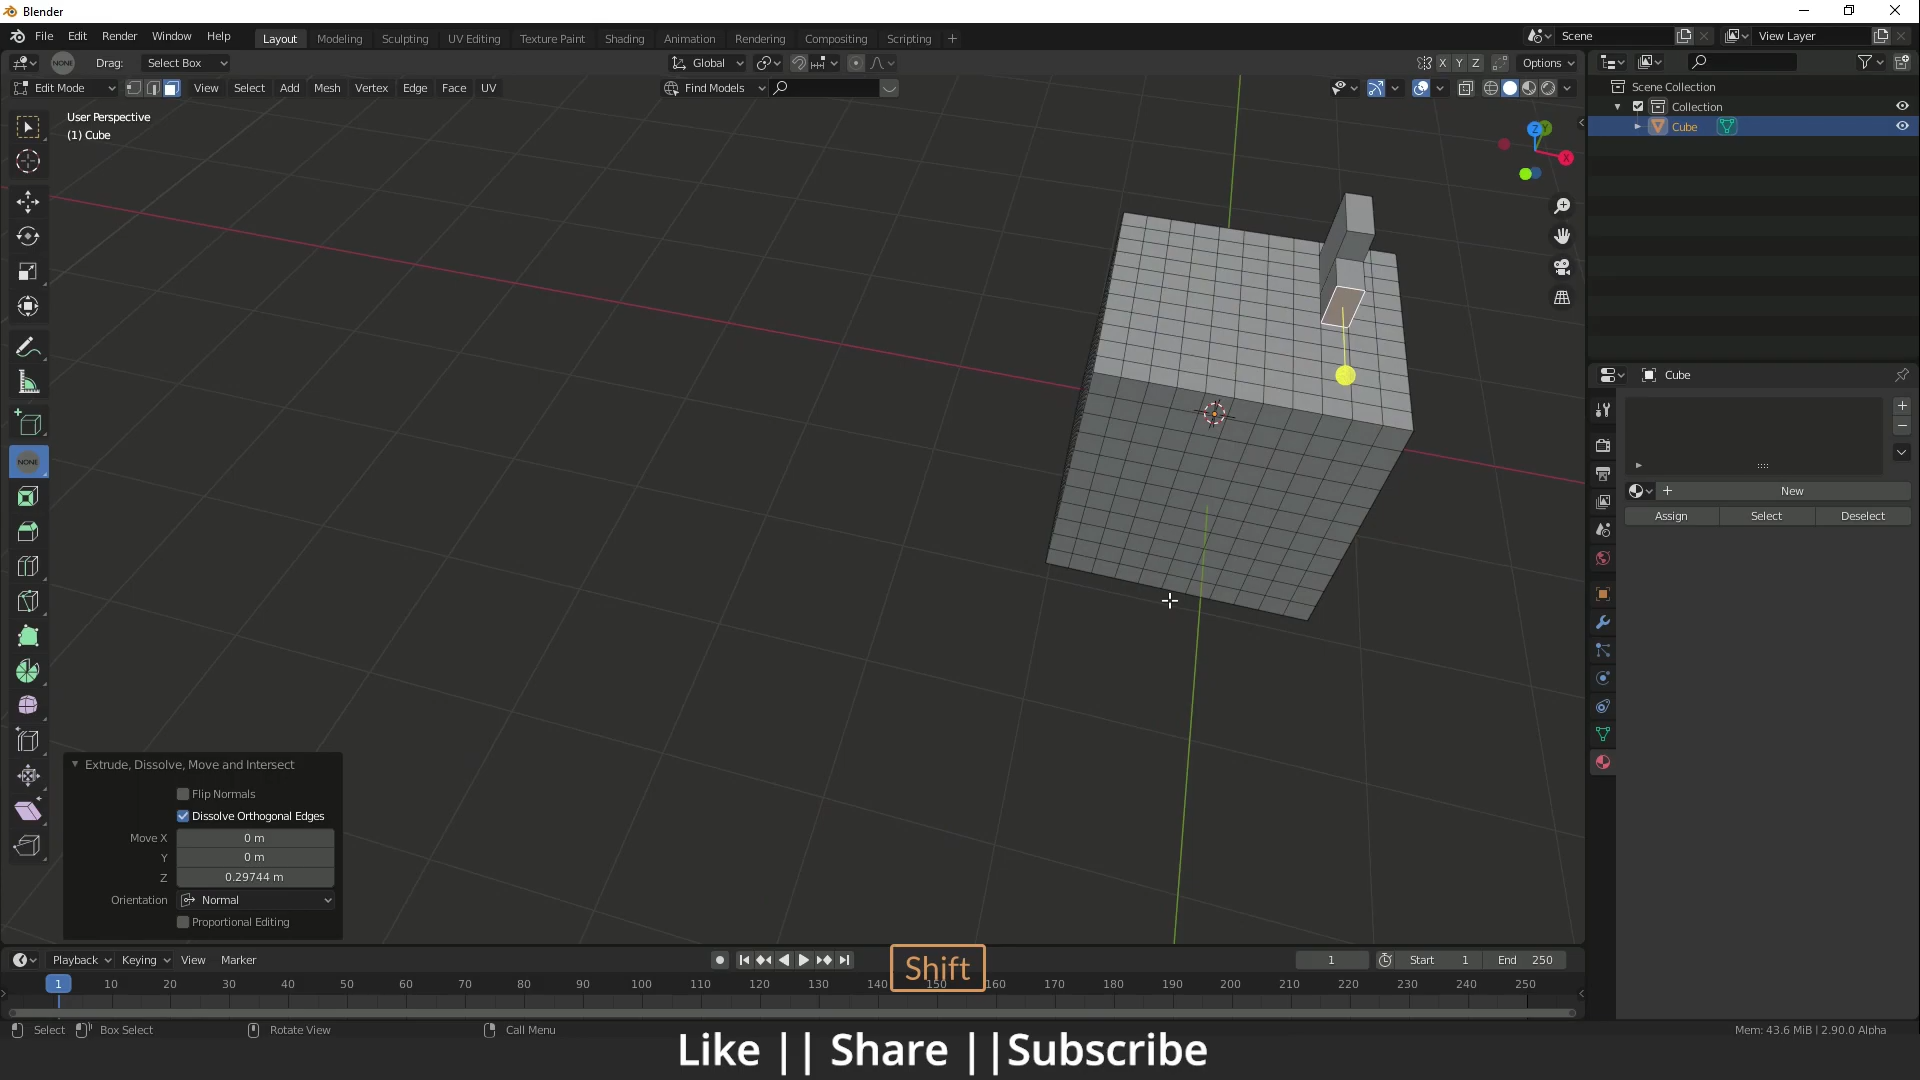 Blender
File Edit Render Window Help Layout Modeling Sculpting UV Editing Texture Paint Shading Animation Rendering Compositing Scripting + Scene View Layer
NONE Drag: Select Box Global X Y Z Options
Edit Mode View Select Add Mesh Vertex Edge Face UV Find Models
User Perspective
(1) Cube
Z Y X
Scene Collection
Collection
Cube
Cube
NONE
New
Assign Select Deselect
Extrude, Dissolve, Move and Intersect
Flip Normals
Dissolve Orthogonal Edges
Move X 0 m
Y 0 m
Z 0.29744 m
Orientation Normal
Proportional Editing
Playback Keying View Marker 1 Start 1 End 250
Shift
1 10 20 30 40 50 60 70 80 90 100 110 120 130 140 150 160 170 180 190 200 210 220 230 240 250
Select Box Select Rotate View Call Menu Mem: 43.6 MiB | 2.90.0 Alpha
Like || Share ||Subscribe